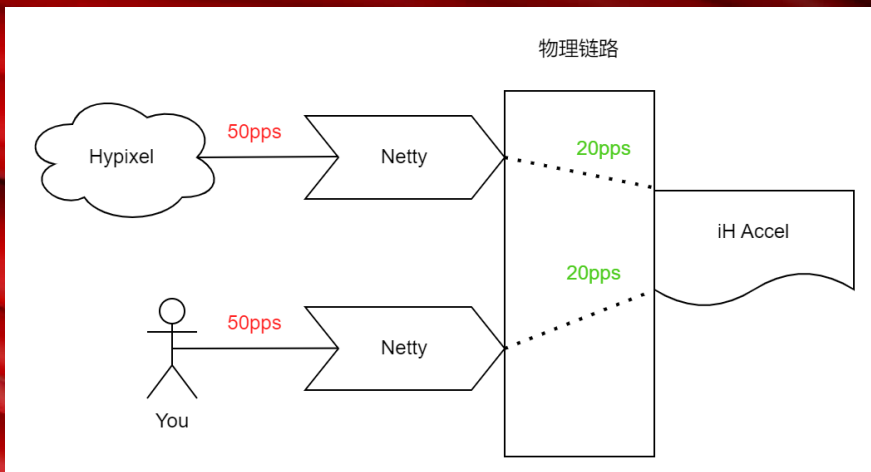 物理链路
Hypixel
50pps
Netty
20pps
iH Accel
20pps
You
50pps
Netty